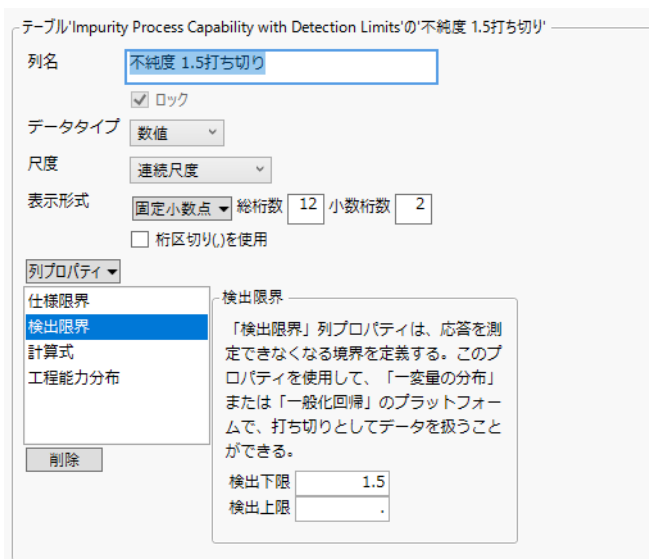 テーブル'Impurity Process Capability with Detection Limits'の'不純度 1.5打ち切り'
列名 不純度 1.5打ち切り
ロック
データタイプ 数値
尺度 連続尺度
表示形式 固定小数点 総桁数 12 小数桁数 2
桁区切り(,)を使用
列プロパティ
仕様限界
検出限界
計算式
工程能力分布
削除
検出限界
「検出限界」列プロパティは、応答を測
定できなくなる境界を定義する。このプ
ロパティを使用して、「一変量の分布」
または「一般化回帰」のプラットフォー
ムで、打ち切りとしてデータを扱うこと
ができる。
検出下限 1.5
検出上限 .